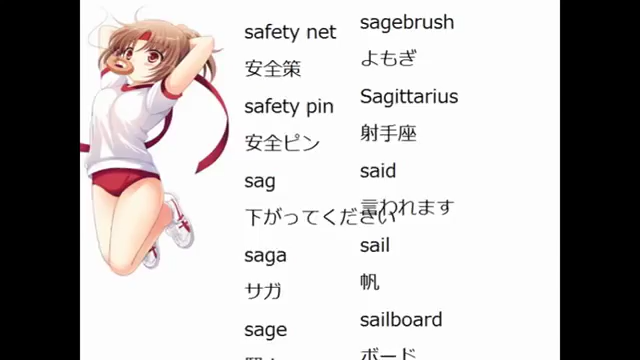 safety net
安全策
safety pin
安全ピン
sag
下がってください
saga
サガ
sage
sagebrush
よもぎ
Sagittarius
射手座
said
言われます
sail
帆
sailboard
ボード